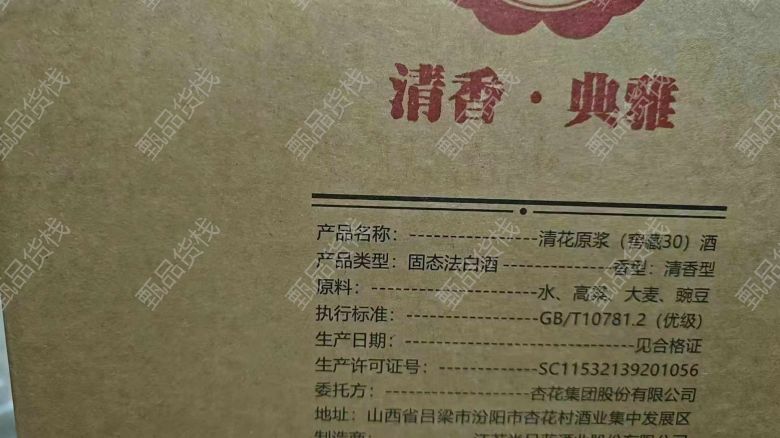 清香·典雅
产品名称：清花原浆（窖藏30）酒
产品类型：固态法白酒 香型：清香型
原料：水、高粱、大麦、豌豆
执行标准：GB/T10781.2（优级）
生产日期：见合格证
生产许可证号：SC11532139201056
委托方：杏花集团股份有限公司
地址：山西省吕梁市汾阳市杏花村酒业集中发展区
制造商：
甄品货栈